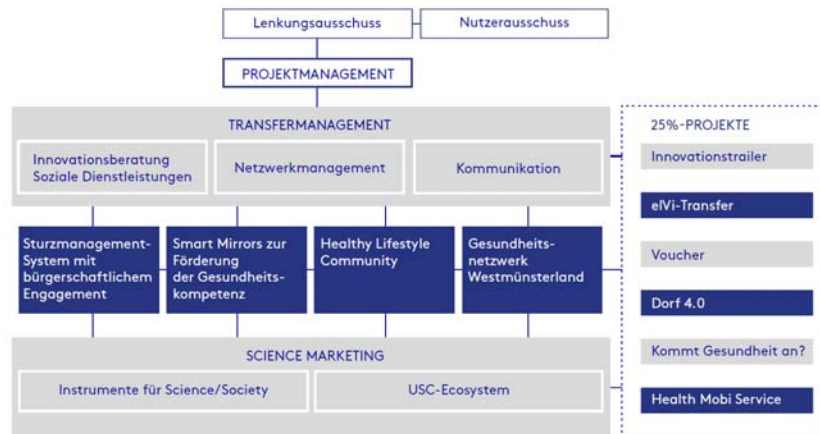 Lenkungsausschuss
Nutzerausschuss
PROJEKTMANAGEMENT
TRANSFERMANAGEMENT
Innovationsberatung
Soziale Dienstleistungen
Netzwerkmanagement
Kommunikation
Sturzmanagement-
System mit
bürgerschaftlichem
Engagement
Smart Mirrors zur
Förderung
der Gesundheits-
kompetenz
Healthy Lifestyle
Community
Gesundheits-
netzwerk
Westmünsterland
SCIENCE MARKETING
Instrumente für Science/Society
USC-Ecosystem
25%-PROJEKTE
Innovationstrailer
elVi-Transfer
Voucher
Dorf 4.0
Kommt Gesundheit an?
Health Mobi Service